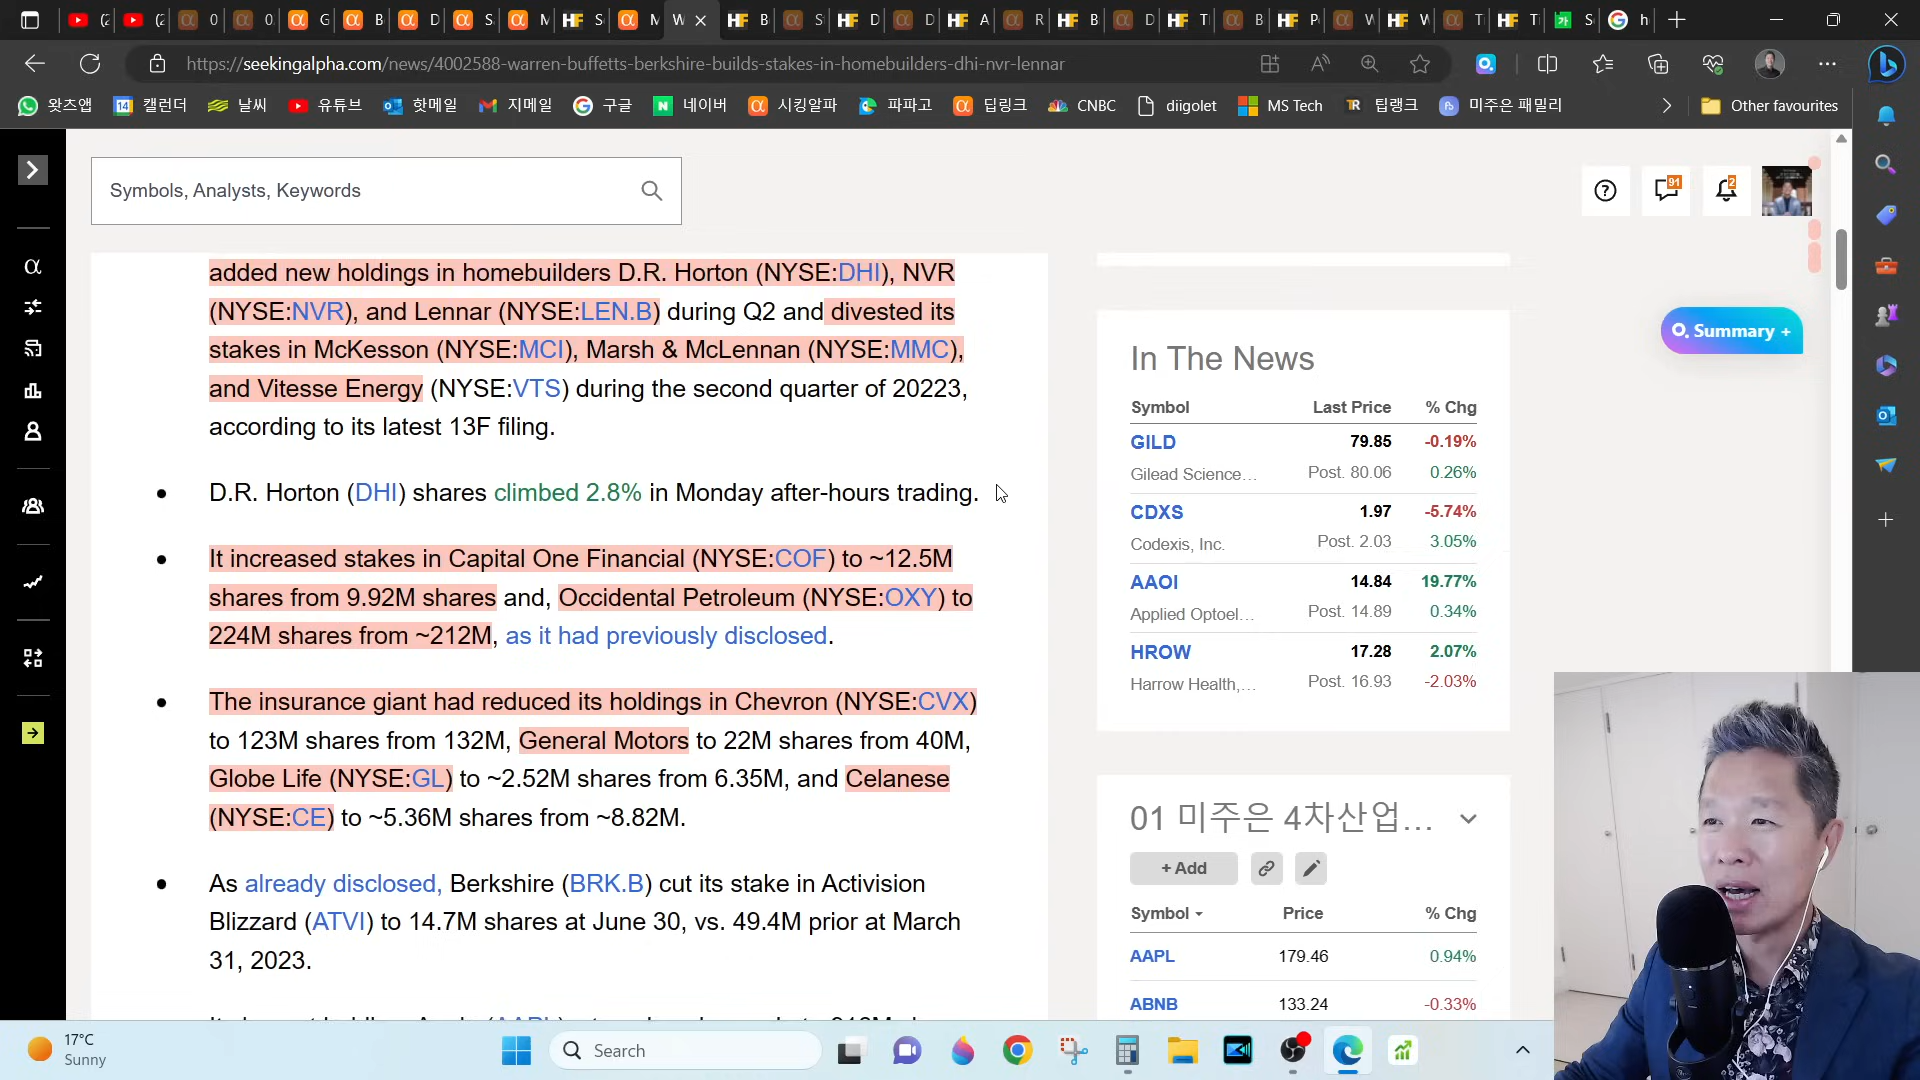 https://seekingalpha.com/news/4002588-warren-buffetts-berkshire-builds-stakes-in-homebuilders-dhi-nvr-lennar
왓츠앱
캘린더
날씨
유튜브
핫메일
지메일
구글
네이버
시킹알파
파파고
딥링크
CNBC
diigolet
MS Tech
팁랭크
미주은 패밀리
Other favourites
Symbols, Analysts, Keywords
91
2
Summary +
added new holdings in homebuilders D.R. Horton (NYSE:DHI), NVR
(NYSE:NVR), and Lennar (NYSE:LEN.B) during Q2 and divested its
stakes in McKesson (NYSE:MCI), Marsh & McLennan (NYSE:MMC),
and Vitesse Energy (NYSE:VTS) during the second quarter of 20223,
according to its latest 13F filing.
D.R. Horton (DHI) shares climbed 2.8% in Monday after-hours trading.
It increased stakes in Capital One Financial (NYSE:COF) to ~12.5M
shares from 9.92M shares and, Occidental Petroleum (NYSE:OXY) to
224M shares from ~212M, as it had previously disclosed.
The insurance giant had reduced its holdings in Chevron (NYSE:CVX)
to 123M shares from 132M, General Motors to 22M shares from 40M,
Globe Life (NYSE:GL) to ~2.52M shares from 6.35M, and Celanese
(NYSE:CE) to ~5.36M shares from ~8.82M.
As already disclosed, Berkshire (BRK.B) cut its stake in Activision
Blizzard (ATVI) to 14.7M shares at June 30, vs. 49.4M prior at March
31, 2023.
In The News
Symbol Last Price % Chg
GILD 79.85 -0.19%
Gilead Science... Post. 80.06 0.26%
CDXS 1.97 -5.74%
Codexis, Inc. Post. 2.03 3.05%
AAOI 14.84 19.77%
Applied Optoel... Post. 14.89 0.34%
HROW 17.28 2.07%
Harrow Health,... Post. 16.93 -2.03%
01 미주은 4차산업...
+ Add
Symbol Price % Chg
AAPL 179.46 0.94%
ABNB 133.24 -0.33%
17°C
Sunny
Search